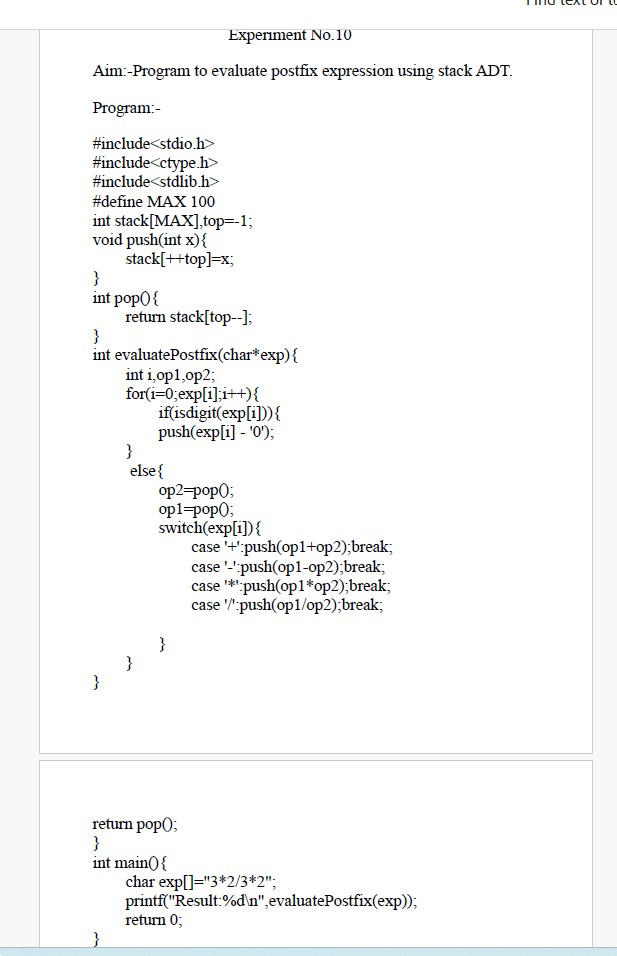 Experiment No.10
Aim:-Program to evaluate postfix expression using stack ADT.
Program:-
#include<stdio.h>
#include<ctype.h>
#include<stdlib.h>
#define MAX 100
int stack[MAX],top=-1;
void push(int x){
stack[++top]=x;
}
int pop(){
return stack[top--];
}
int evaluatePostfix(char*exp){
int i,op1,op2;
for(i=0;exp[i];i++){
if(isdigit(exp[i])){
push(exp[i] - '0');
}
else{
op2=pop();
op1=pop();
switch(exp[i]){
case '+':push(op1+op2);break;
case '-':push(op1-op2);break;
case '*':push(op1*op2);break;
case '/':push(op1/op2);break;
}
}
}
return pop();
}
int main(){
char exp[]="3*2/3*2";
printf("Result:%d\n",evaluatePostfix(exp));
return 0;
}